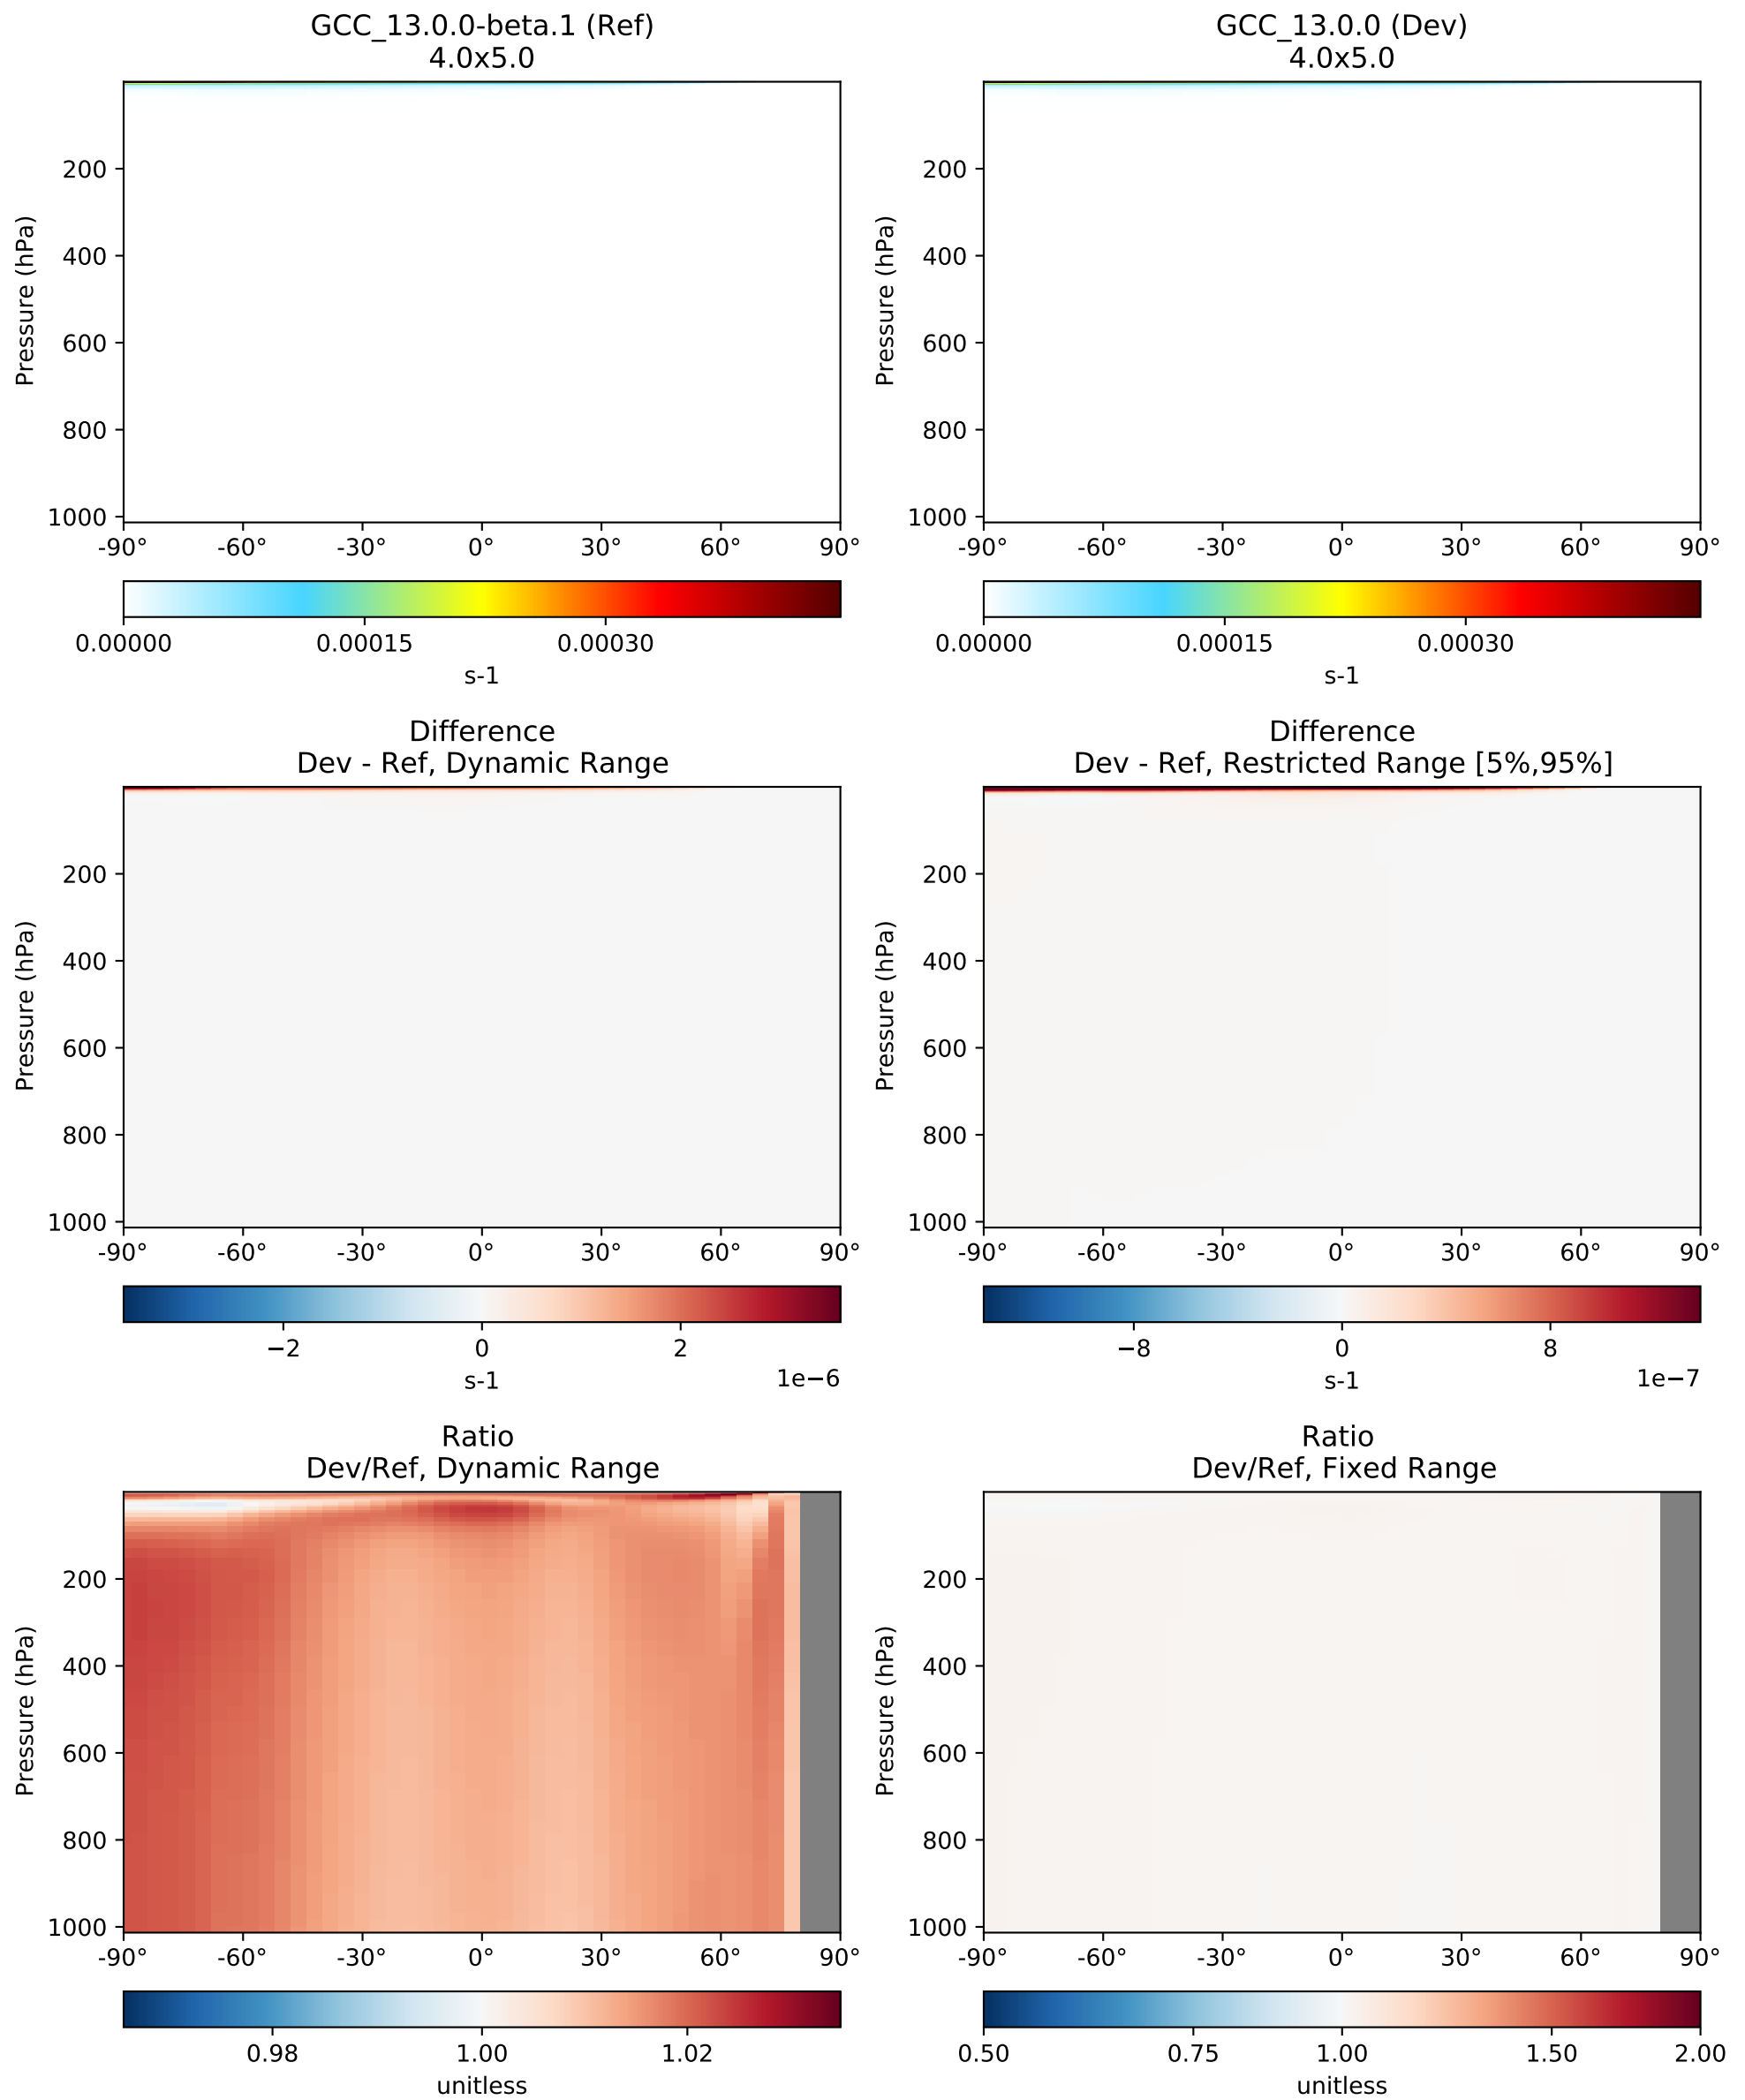 GCC_13.0.0-beta.1 (Ref)
4.0x5.0
Pressure (hPa)
200
400
600
800
1000
-90° -60° -30° 0° 30° 60° 90°
0.00000 0.00015 0.00030
s-1
GCC_13.0.0 (Dev)
4.0x5.0
Pressure (hPa)
200
400
600
800
1000
-90° -60° -30° 0° 30° 60° 90°
0.00000 0.00015 0.00030
s-1
Difference
Dev - Ref, Dynamic Range
Pressure (hPa)
200
400
600
800
1000
-90° -60° -30° 0° 30° 60° 90°
−2 0 2
s-1 1e−6
Difference
Dev - Ref, Restricted Range [5%,95%]
Pressure (hPa)
200
400
600
800
1000
-90° -60° -30° 0° 30° 60° 90°
−8 0 8
s-1 1e−7
Ratio
Dev/Ref, Dynamic Range
Pressure (hPa)
200
400
600
800
1000
-90° -60° -30° 0° 30° 60° 90°
0.98 1.00 1.02
unitless
Ratio
Dev/Ref, Fixed Range
Pressure (hPa)
200
400
600
800
1000
-90° -60° -30° 0° 30° 60° 90°
0.50 0.75 1.00 1.50 2.00
unitless